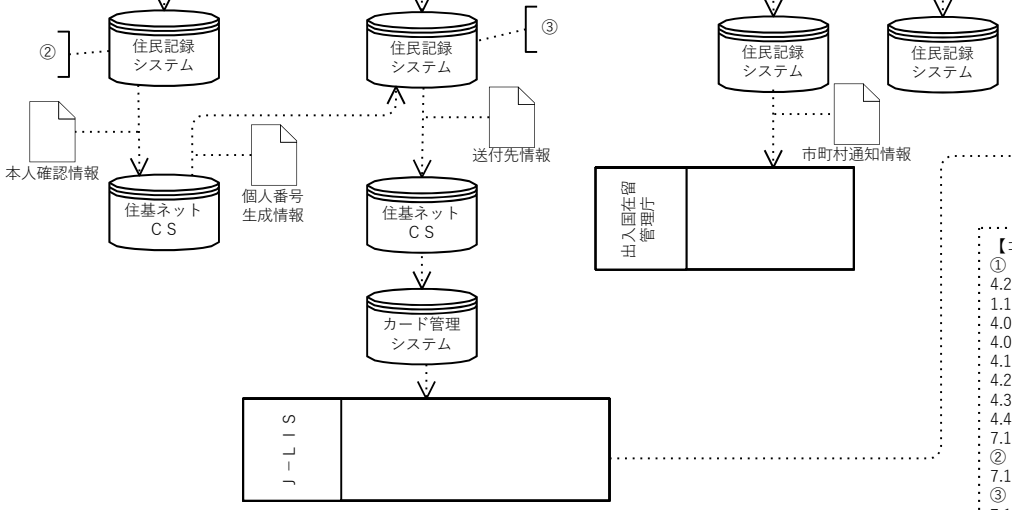 ②
住民記録
システム
住民記録
システム
③
住民記録
システム
住民記録
システム
本人確認情報
個人番号
生成情報
送付先情報
市町村通知情報
住基ネット
ＣＳ
住基ネット
ＣＳ
出入国在留
管理庁
カード管理
システム
Ｊ－ＬＩＳ
【
①
4.2
1.1
4.0
4.0
4.1
4.2
4.3
4.4
7.1
②
7.1
③